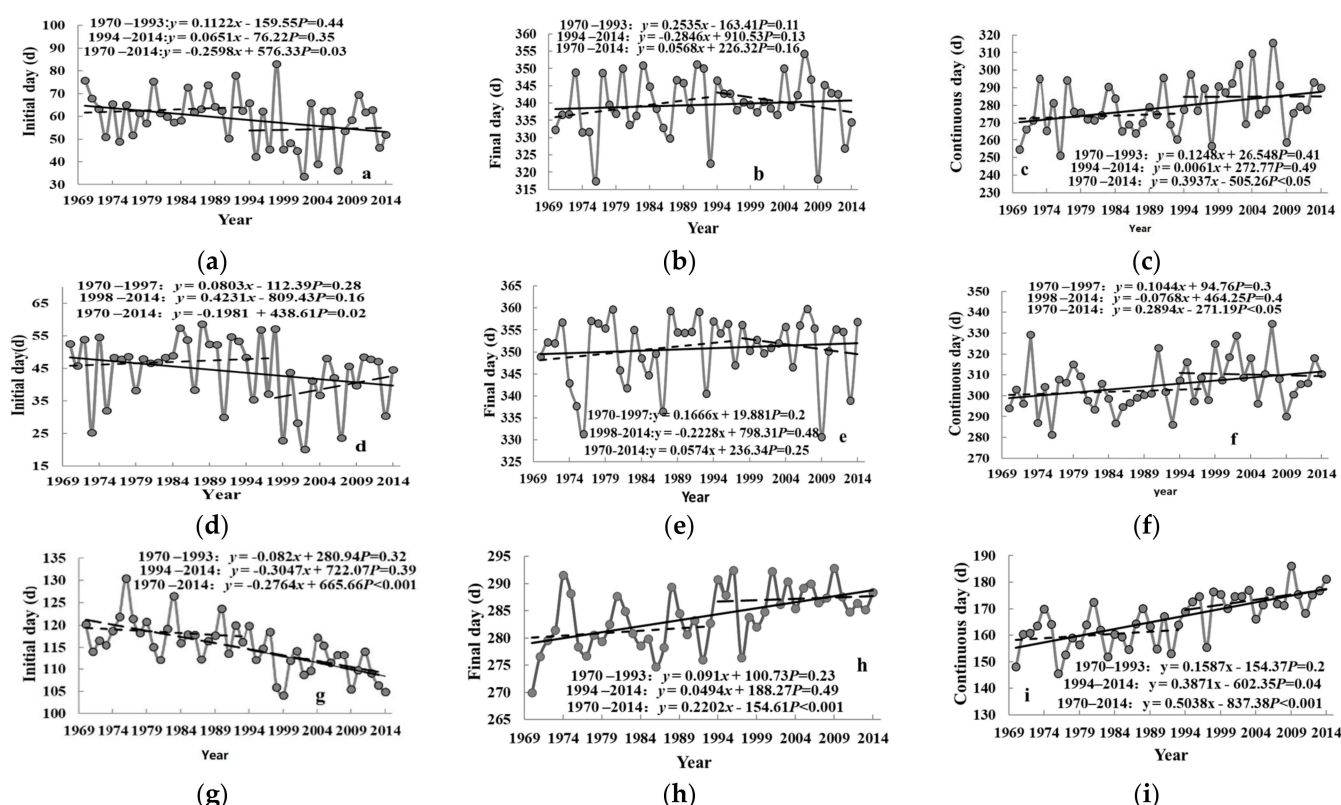 1970–1993:y = 0.1122x - 159.55P=0.44
1994–2014: y = 0.0651x - 76.22 P=0.35
1970–2014:y = -0.2598x + 576.33 P=0.03
Initial day (d)
100
90
80
70
60
50
40
30
a
1969 1974 1979 1984 1989 1994 1999 2004 2009 2014
Year
(a)
1970–1993: y = 0.2535x - 163.41 P=0.11
1994–2014: y = -0.2846x + 910.53 P=0.13
1970–2014: y = 0.0568x + 226.32 P=0.16
Final day (d)
360
355
350
345
340
335
330
325
320
315
b
1969 1974 1979 1984 1989 1994 1999 2004 2009 2014
Year
(b)
Continuous day (d)
320
310
300
290
280
270
260
250
240
230
c
1970–1993: y = 0.1248x + 26.548P=0.41
1994–2014: y = 0.0061x + 272.77 P=0.49
1970–2014: y = 0.3937x - 505.26P<0.05
1969 1974 1979 1984 1989 1994 1999 2004 2009 2014
Year
(c)
1970–1997: y = 0.0803x - 112.39P=0.28
1998–2014: y = 0.4231x - 809.43P=0.16
1970–2014: y = -0.1981 + 438.61P=0.02
Initial day(d)
65
55
45
35
25
15
d
1969 1974 1979 1984 1989 1994 1999 2004 2009 2014
Year
(d)
Final day (d)
365
360
355
350
345
340
335
330
325
1970-1997:y = 0.1666x + 19.881P=0.2
1998-2014:y = -0.2228x + 798.31P=0.48
1970-2014:y = 0.0574x + 236.34P=0.25
e
1969 1974 1979 1984 1989 1994 1999 2004 2009 2014
Year
(e)
1970–1997: y = 0.1044x + 94.76P=0.3
1998–2014: y = -0.0768x + 464.25P=0.4
1970–2014: y = 0.2894x - 271.19P<0.05
Continuous day (d)
350
340
330
320
310
300
290
280
270
f
1969 1974 1979 1984 1989 1994 1999 2004 2009 2014
year
(f)
1970–1993: y = -0.082x + 280.94P=0.32
1994–2014: y = -0.3047x + 722.07P=0.39
1970–2014: y = -0.2764x + 665.66P<0.001
Initial day (d)
135
130
125
120
115
110
105
100
g
1969 1974 1979 1984 1989 1994 1999 2004 2009 2014
Year
(g)
Final day (d)
295
290
285
280
275
270
265
h
1970–1993: y = 0.091x + 100.73P=0.23
1994–2014: y = 0.0494x + 188.27P=0.49
1970–2014: y = 0.2202x - 154.61P<0.001
1969 1974 1979 1984 1989 1994 1999 2004 2009 2014
Year
(h)
Continuous day (d)
190
180
170
160
150
140
130
i
1970–1993: y = 0.1587x - 154.37P=0.2
1994–2014: y = 0.3871x - 602.35P=0.04
1970–2014: y = 0.5038x - 837.38P<0.001
1969 1974 1979 1984 1989 1994 1999 2004 2009 2014
Year
(i)